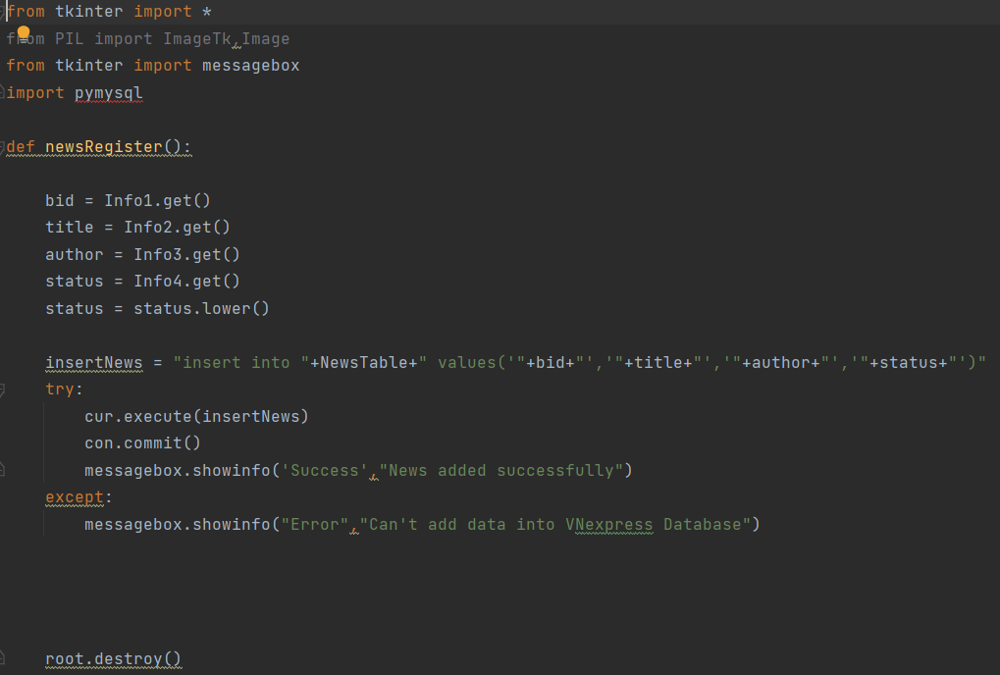 from tkinter import *
from PIL import ImageTk,Image
from tkinter import messagebox
import pymysql
def newsRegister():
bid = Info1.get()
title = Info2.get()
author = Info3.get()
status = Info4.get()
status = status.lower()
insertNews = "insert into "+NewsTable+" values('"+bid+"','"+title+"','"+author+"','"+status+"')"
try:
cur.execute(insertNews)
con.commit()
messagebox.showinfo('Success',"News added successfully")
except:
messagebox.showinfo("Error","Can't add data into VNexpress Database")
root.destroy()